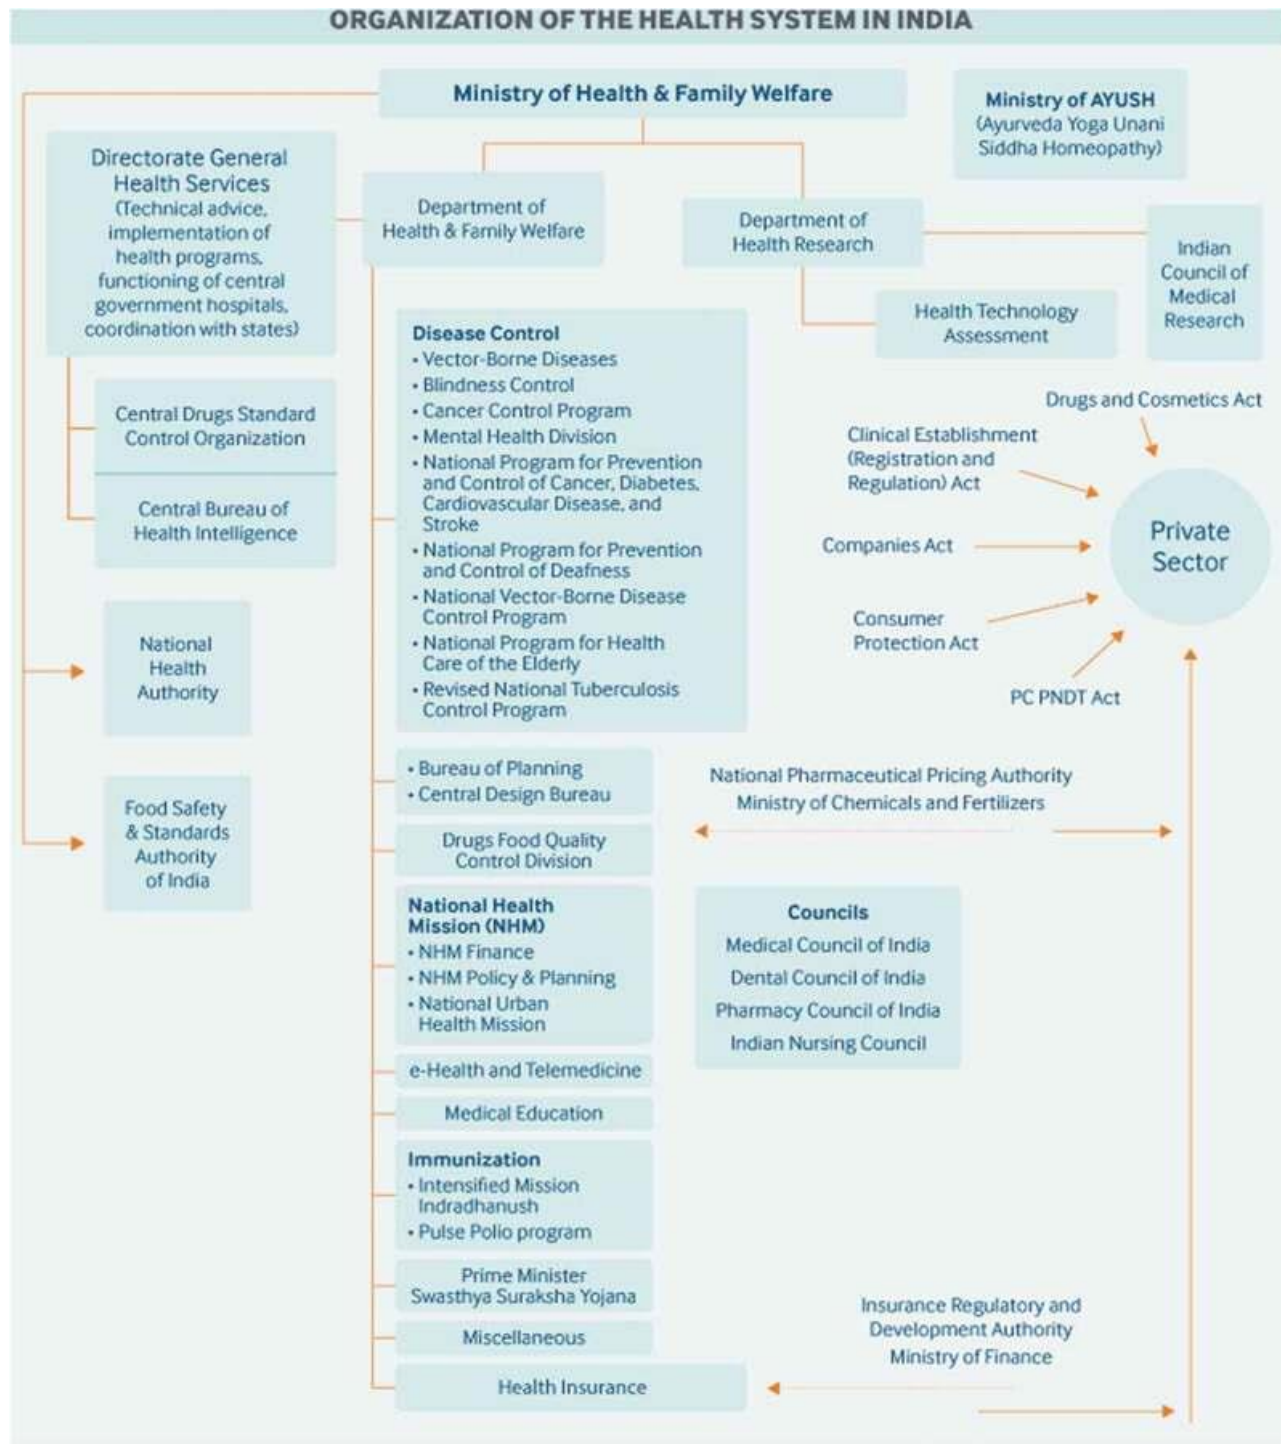 ORGANIZATION OF THE HEALTH SYSTEM IN INDIA
Ministry of Health & Family Welfare
Ministry of AYUSH
(Ayurveda Yoga Unani
Siddha Homeopathy)
Directorate General
Health Services
(Technical advice,
implementation of
health programs,
functioning of central
government hospitals,
coordination with states)
Department of
Health & Family Welfare
Department of
Health Research
Indian
Council of
Medical
Research
Health Technology
Assessment
Central Drugs Standard
Control Organization
Central Bureau of
Health Intelligence
National
Health
Authority
Food Safety
& Standards
Authority
of India
Disease Control
• Vector-Borne Diseases
• Blindness Control
• Cancer Control Program
• Mental Health Division
• National Program for Prevention
and Control of Cancer, Diabetes,
Cardiovascular Disease, and
Stroke
• National Program for Prevention
and Control of Deafness
• National Vector-Borne Disease
Control Program
• National Program for Health
Care of the Elderly
• Revised National Tuberculosis
Control Program
• Bureau of Planning
• Central Design Bureau
Drugs Food Quality
Control Division
National Health
Mission (NHM)
• NHM Finance
• NHM Policy & Planning
• National Urban
Health Mission
e-Health and Telemedicine
Medical Education
Immunization
• Intensified Mission
Indradhanush
• Pulse Polio program
Prime Minister
Swasthya Suraksha Yojana
Miscellaneous
Health Insurance
Drugs and Cosmetics Act
Clinical Establishment
(Registration and
Regulation) Act
Companies Act
Consumer
Protection Act
PC PNDT Act
Private
Sector
National Pharmaceutical Pricing Authority
Ministry of Chemicals and Fertilizers
Councils
Medical Council of India
Dental Council of India
Pharmacy Council of India
Indian Nursing Council
Insurance Regulatory and
Development Authority
Ministry of Finance